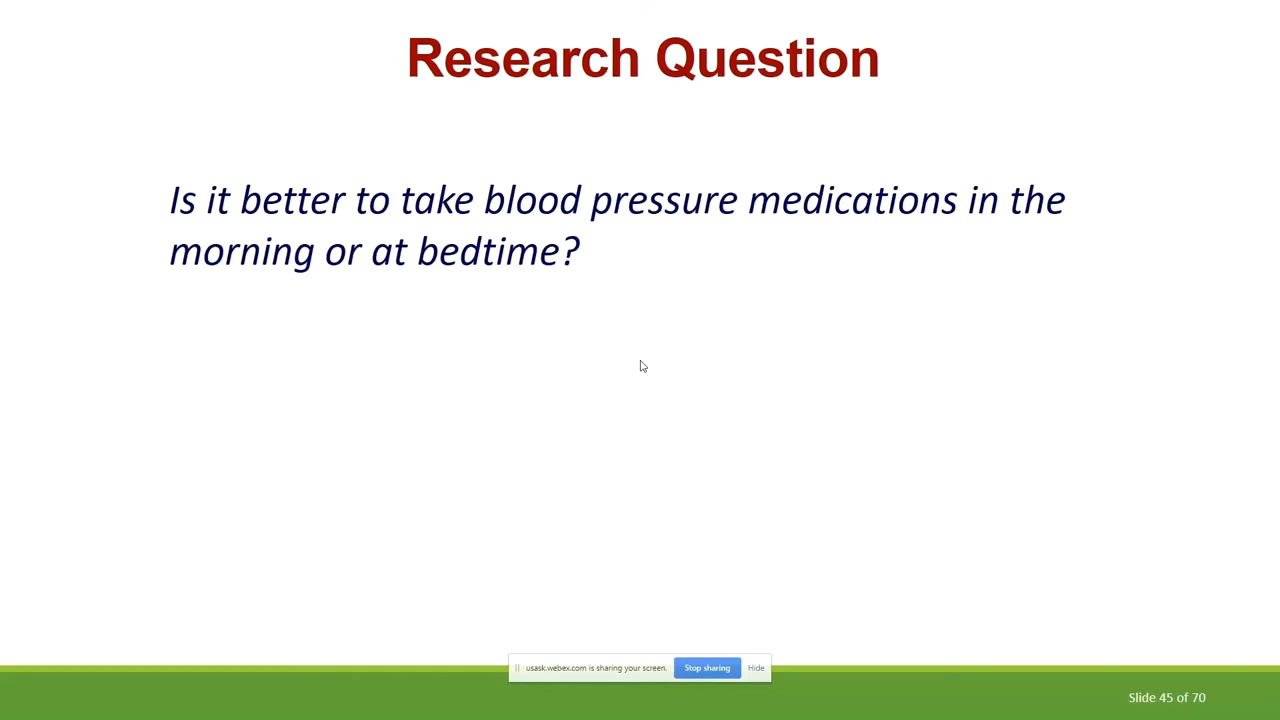 Research Question
Is it better to take blood pressure medications in the
morning or at bedtime?
usask.webex.com is sharing your screen.
Stop sharing
Hide
Slide 45 of 70